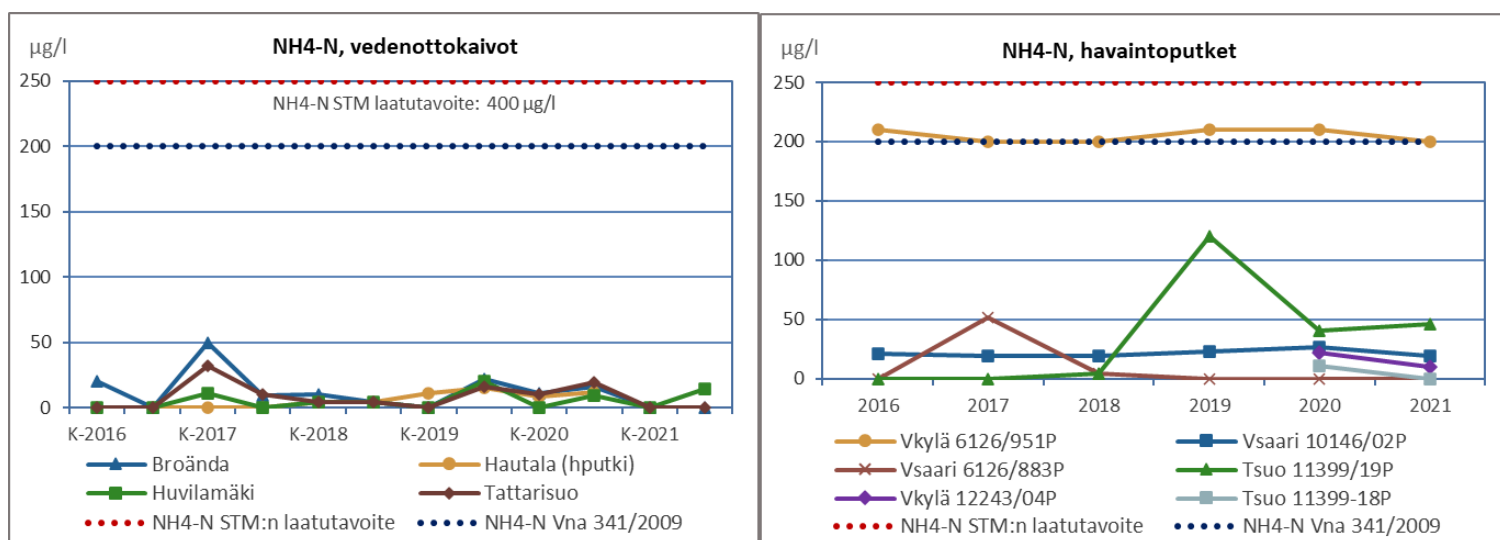 NH4-N, vedenottokaivot
µg/l
250
NH4-N STM laatutavoite: 400 µg/l
200
150
100
50
0
K-2016 K-2017 K-2018 K-2019 K-2020 K-2021
Broända Hautala (hputki)
Huvilamäki Tattarisuo
NH4-N STM:n laatutavoite NH4-N Vna 341/2009
NH4-N, havaintoputket
µg/l
250
200
150
100
50
0
2016 2017 2018 2019 2020 2021
Vkylä 6126/951P Vsaari 10146/02P
Vsaari 6126/883P Tsuo 11399/19P
Vkylä 12243/04P Tsuo 11399-18P
NH4-N STM:n laatutavoite NH4-N Vna 341/2009